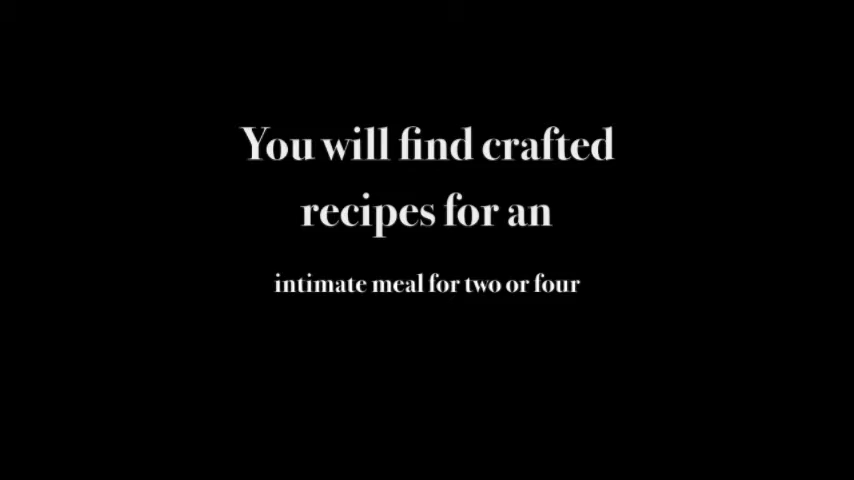 You will find crafted
recipes for an
intimate meal for two or four